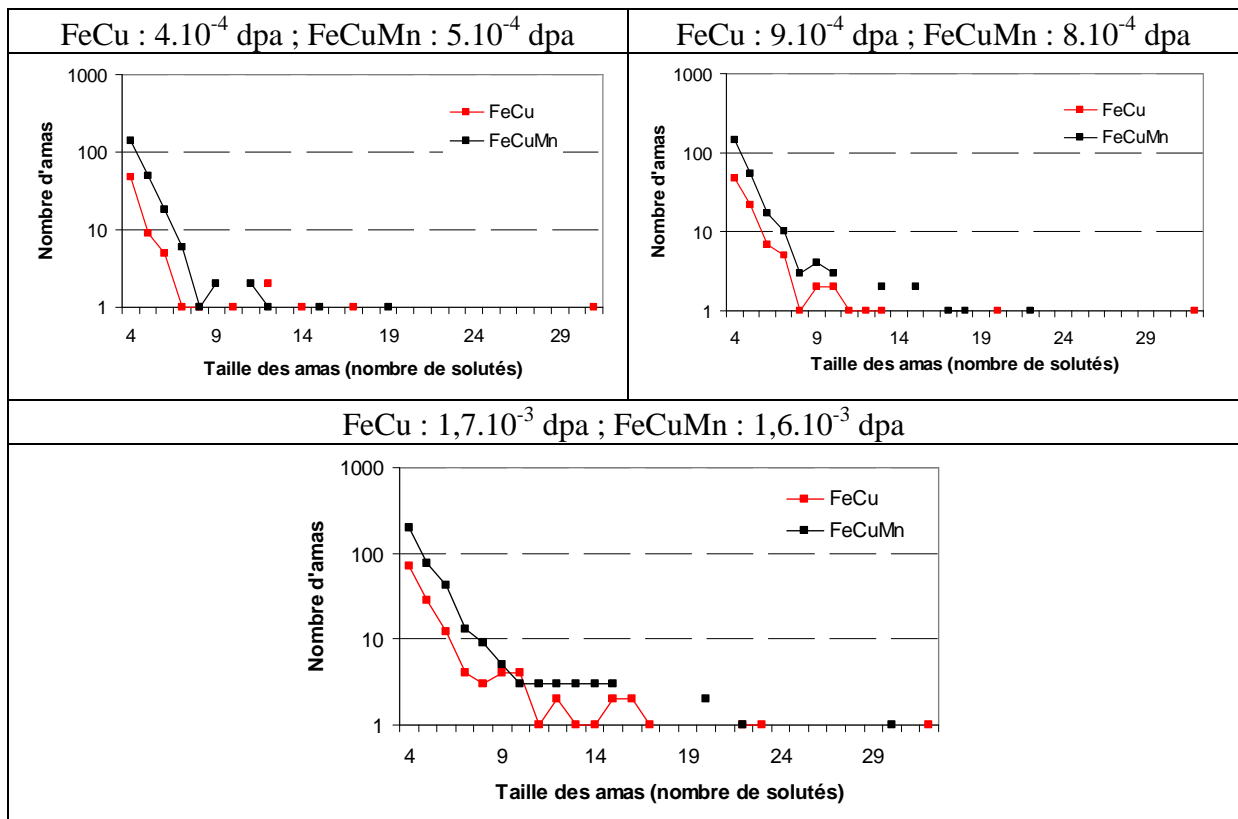 FeCu : 4.10⁻⁴ dpa ; FeCuMn : 5.10⁻⁴ dpa
1000
100
10
1
Nombre d'amas
FeCu
FeCuMn
4 9 14 19 24 29
Taille des amas (nombre de solutés)
FeCu : 9.10⁻⁴ dpa ; FeCuMn : 8.10⁻⁴ dpa
1000
100
10
1
Nombre d'amas
FeCu
FeCuMn
4 9 14 19 24 29
Taille des amas (nombre de solutés)
FeCu : 1,7.10⁻³ dpa ; FeCuMn : 1,6.10⁻³ dpa
1000
100
10
1
Nombre d'amas
FeCu
FeCuMn
4 9 14 19 24 29
Taille des amas (nombre de solutés)